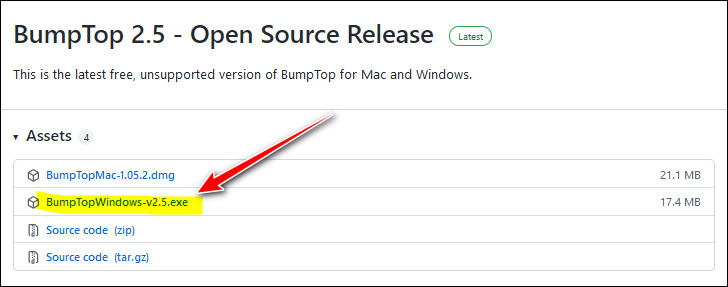 BumpTop 2.5 - Open Source Release Latest
This is the latest free, unsupported version of BumpTop for Mac and Windows.
Assets 4
BumpTopMac-1.05.2.dmg 21.1 MB
BumpTopWindows-v2.5.exe 17.4 MB
Source code (zip)
Source code (tar.gz)